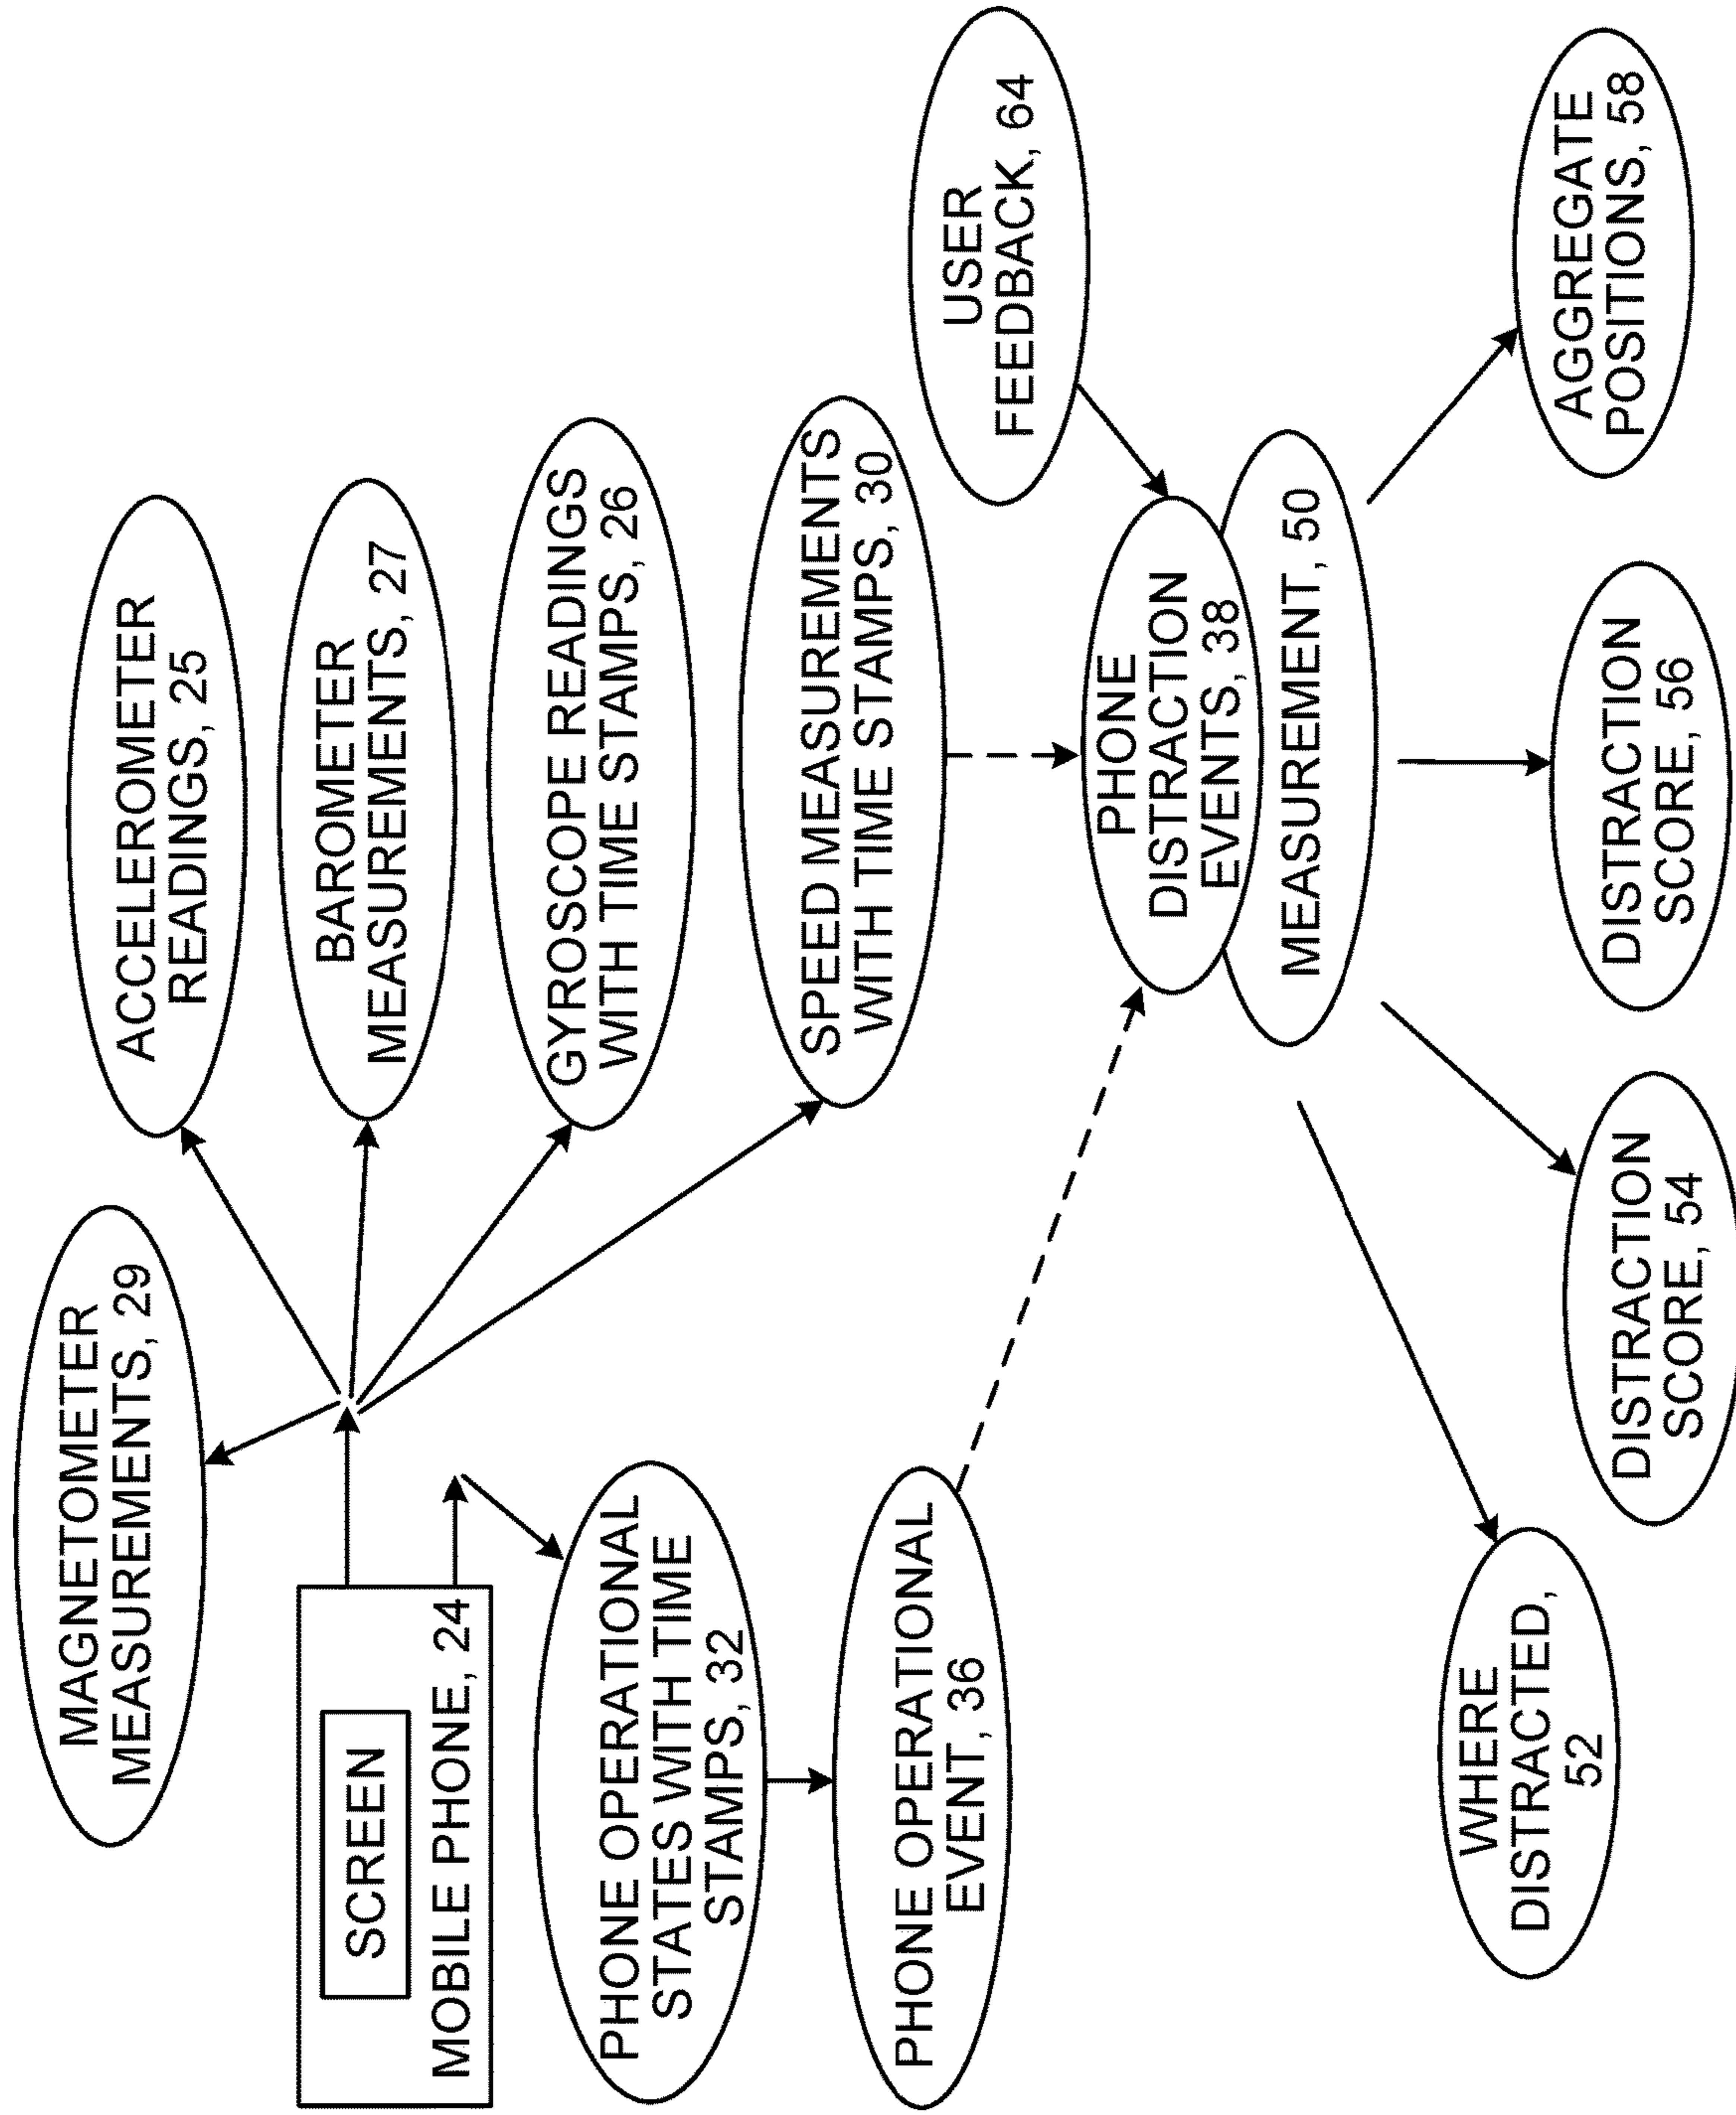 MAGNETOMETER
MEASUREMENTS, 29
ACCELEROMETER
READINGS, 25
BAROMETER
MEASUREMENTS, 27
SCREEN
MOBILE PHONE, 24
GYROSCOPE READINGS
WITH TIME STAMPS, 26
PHONE OPERATIONAL
STATES WITH TIME
STAMPS, 32
SPEED MEASUREMENTS
WITH TIME STAMPS, 30
PHONE OPERATIONAL
EVENT, 36
USER
FEEDBACK, 64
PHONE
DISTRACTION
EVENTS, 38
MEASUREMENT, 50
WHERE
DISTRACTED,
52
DISTRACTION
SCORE, 54
DISTRACTION
SCORE, 56
AGGREGATE
POSITIONS, 58